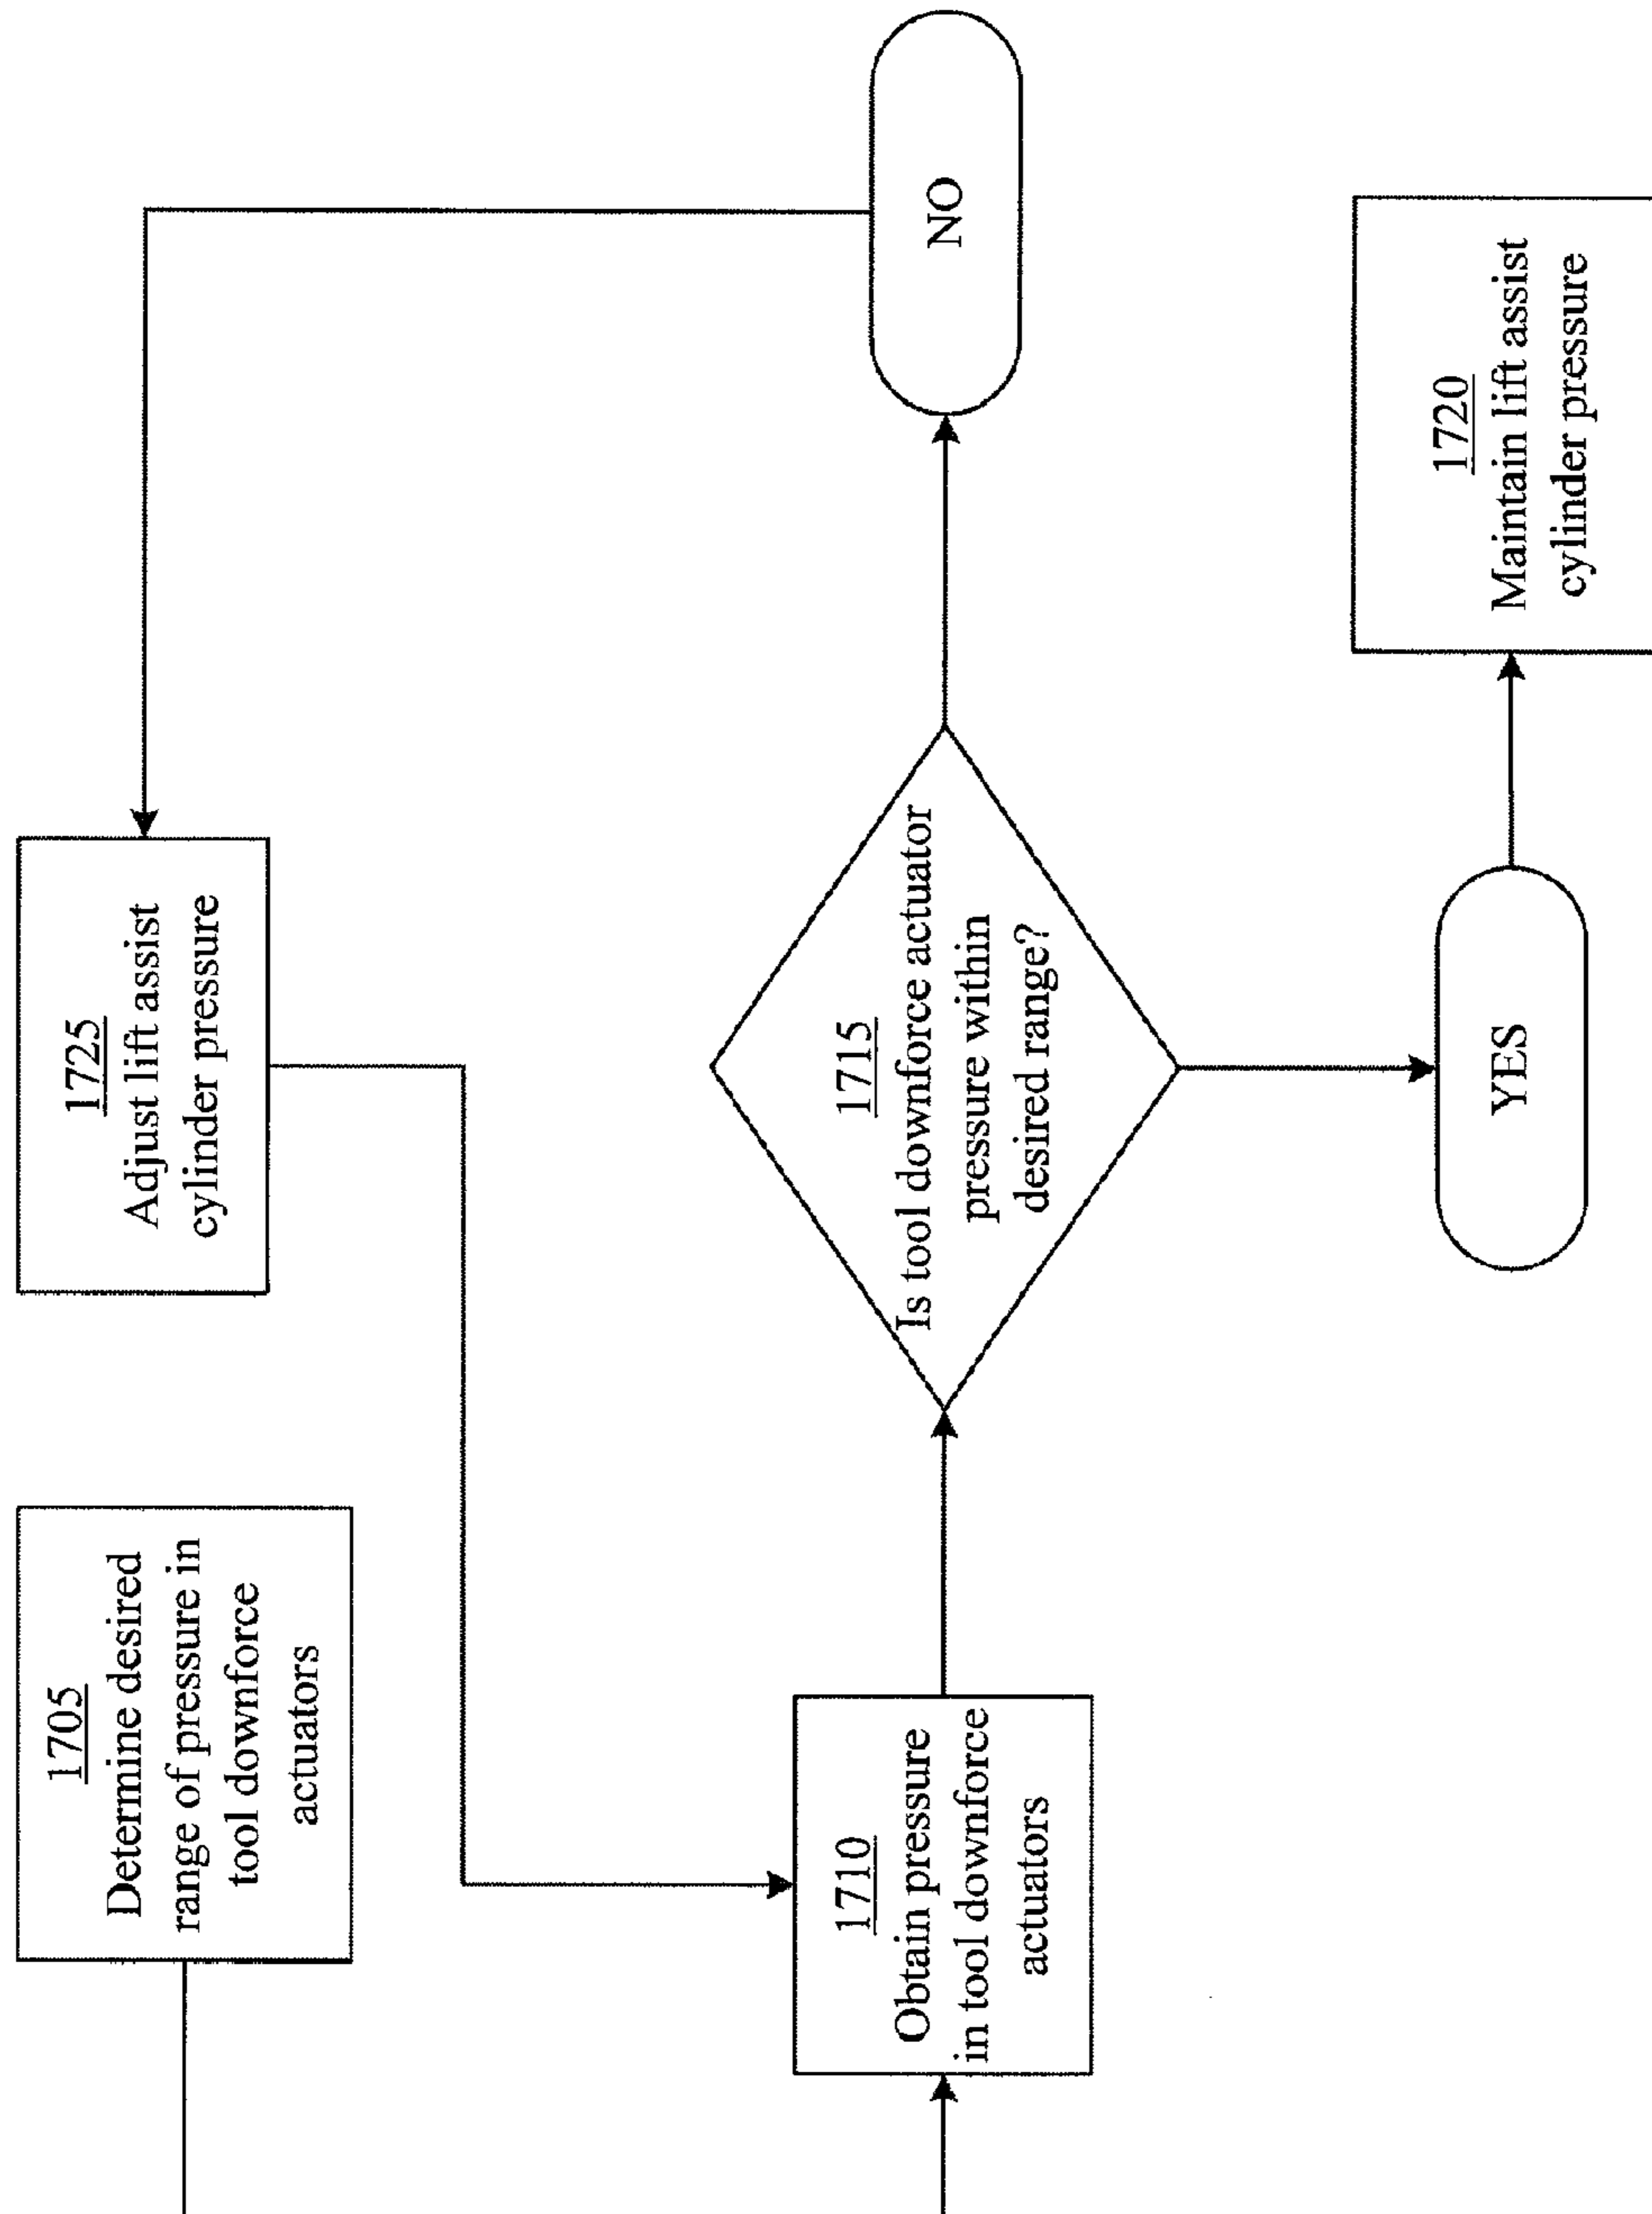 1705
Determine desired
range of pressure in
tool downforce
actuators
1725
Adjust lift assist
cylinder pressure
1710
Obtain pressure
in tool downforce
actuators
1715
Is tool downforce actuator
pressure within
desired range?
NO
YES
1720
Maintain lift assist
cylinder pressure